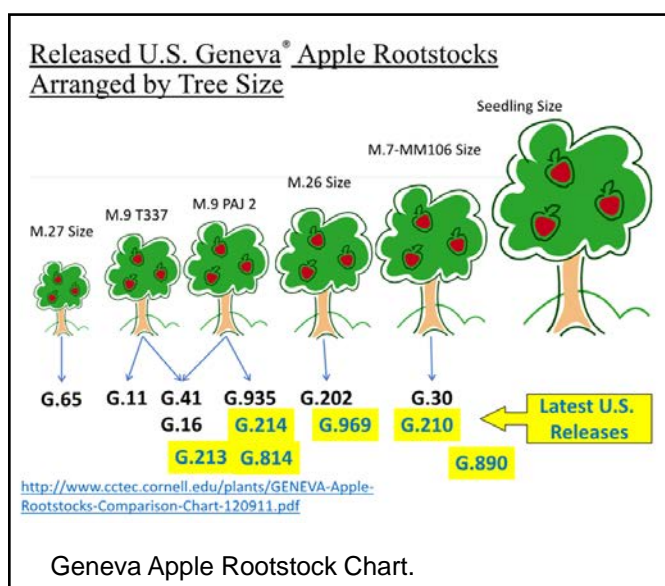 Released U.S. Geneva® Apple Rootstocks
Arranged by Tree Size
Seedling Size
M.7-MM106 Size
M.26 Size
M.9 PAJ 2
M.9 T337
M.27 Size
G.65 G.11 G.41 G.935 G.202 G.30
G.16 G.214 G.969 G.210
G.213 G.814 G.890
Latest U.S.
Releases
http://www.cctec.cornell.edu/plants/GENEVA-Apple-
Rootstocks-Comparison-Chart-120911.pdf
Geneva Apple Rootstock Chart.